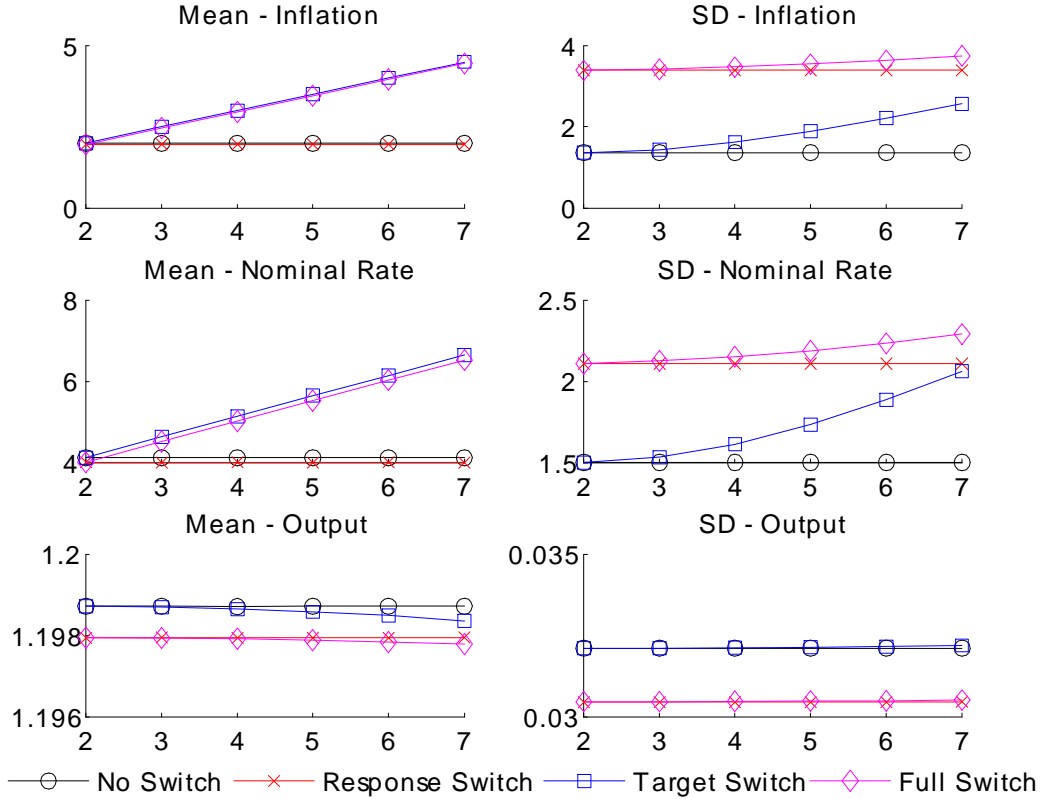 Mean - Inflation
SD - Inflation
5
0
2 3 4 5 6 7
4
2
0
2 3 4 5 6 7
Mean - Nominal Rate
SD - Nominal Rate
8
6
4
2 3 4 5 6 7
2.5
2
1.5
2 3 4 5 6 7
Mean - Output
SD - Output
1.2
1.198
1.196
2 3 4 5 6 7
0.035
0.03
2 3 4 5 6 7
No Switch Response Switch Target Switch Full Switch